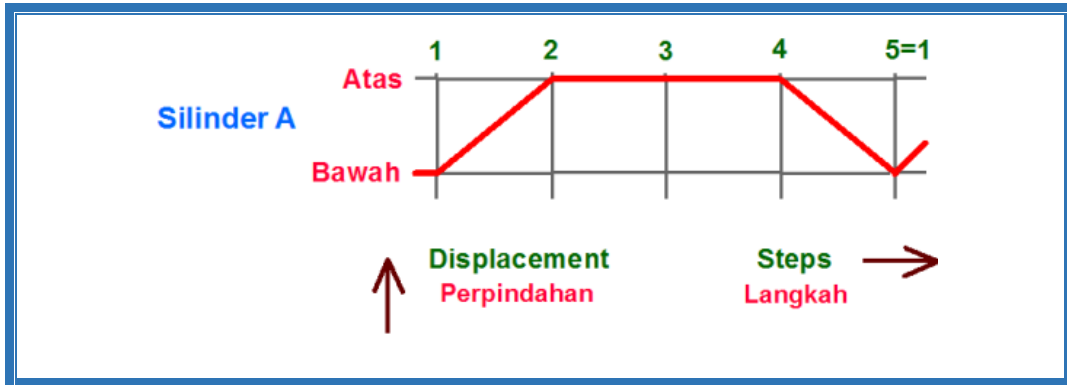 1 2 3 4 5=1
Atas
Silinder A
Bawah
Displacement Steps
Perpindahan Langkah